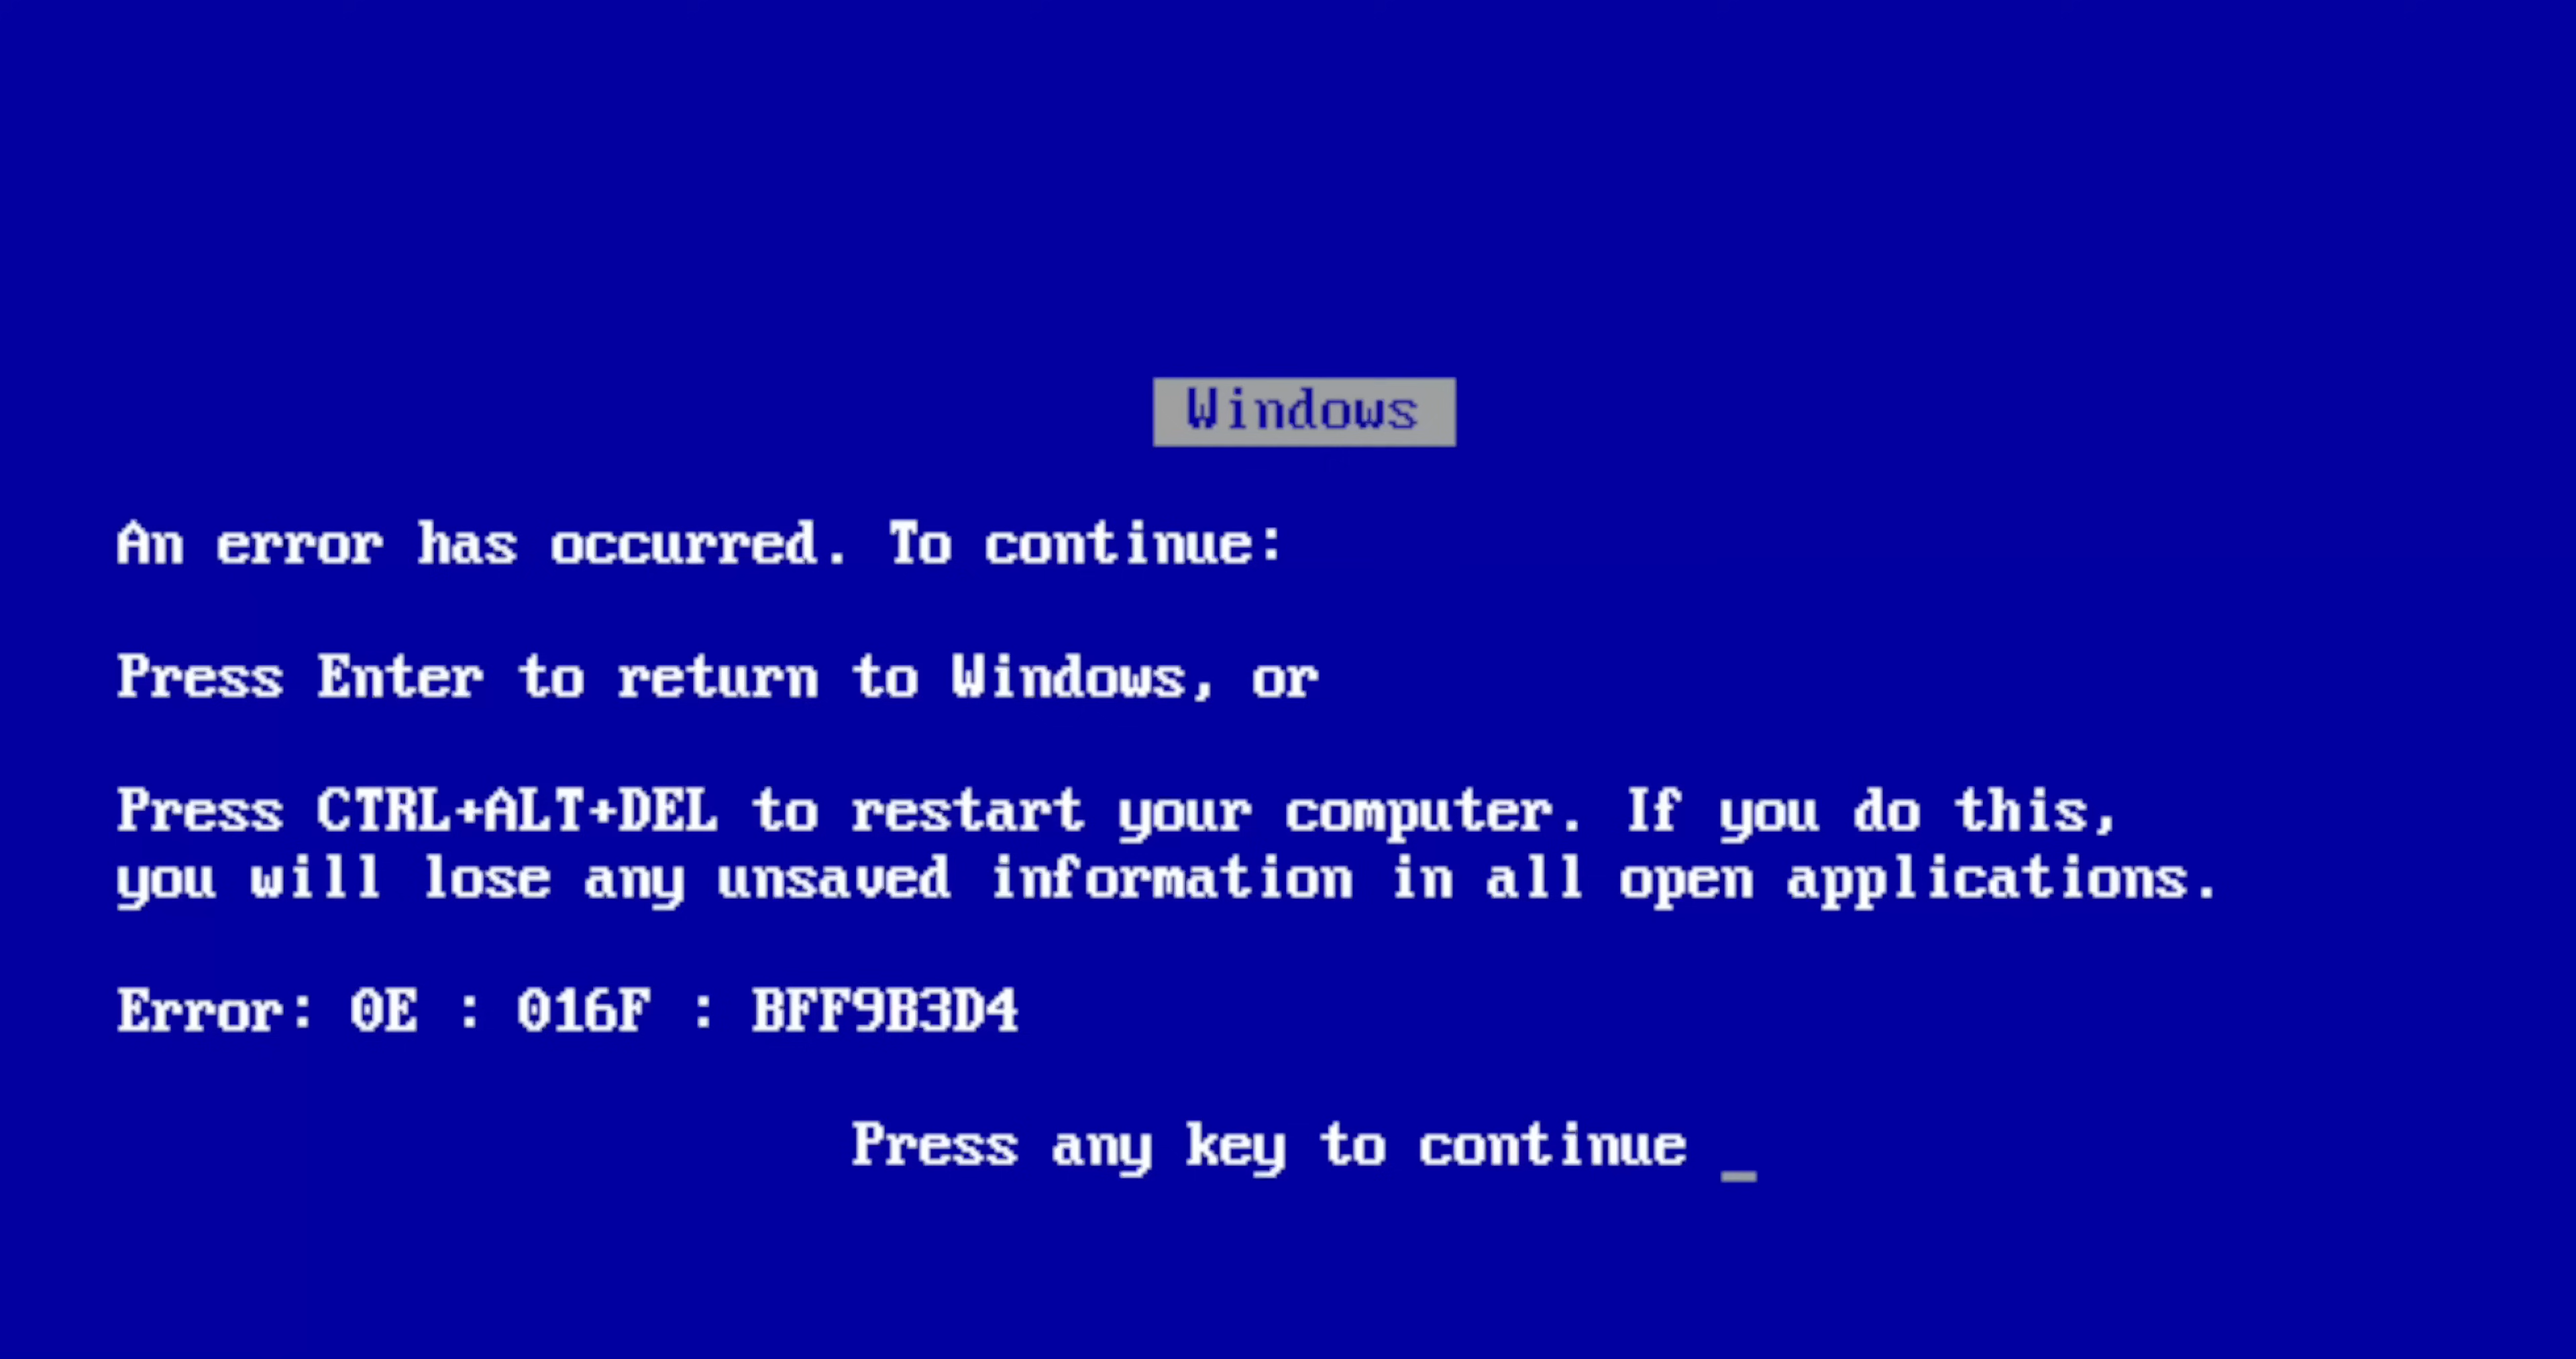 Windows
An error has occurred. To continue:
Press Enter to return to Windows, or
Press CTRL+ALT+DEL to restart your computer. If you do this,
you will lose any unsaved information in all open applications.
Error: 0E : 016F : BFF9B3D4
Press any key to continue _